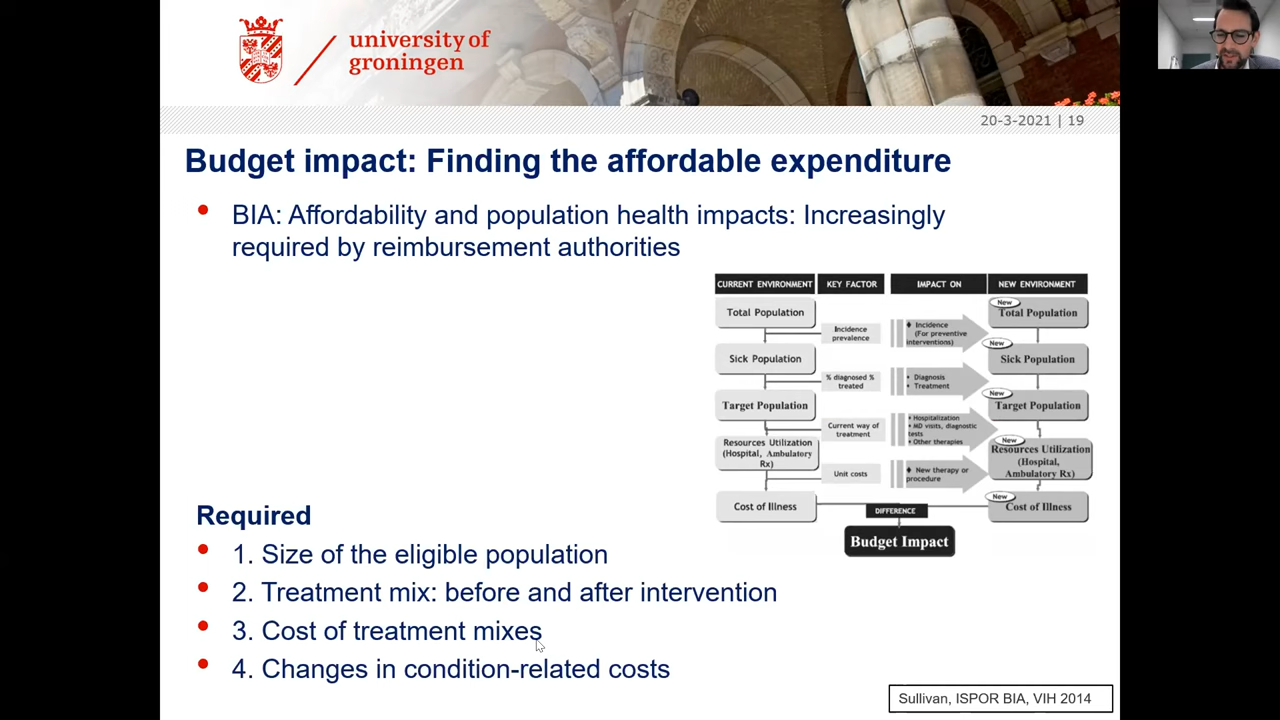 university of
groningen
20-3-2021 | 19
Budget impact: Finding the affordable expenditure
• BIA: Affordability and population health impacts: Increasingly
required by reimbursement authorities
CURRENT ENVIRONMENT KEY FACTOR IMPACT ON NEW ENVIRONMENT
Total Population
Incidence
prevalence
♦ Incidence
(For preventive
interventions)
New
Total Population
Sick Population
% diagnosed %
treated
• Diagnosis
• Treatment
New
Sick Population
Target Population
Current way of
treatment
• Hospitalization
• MD visits, diagnostic
tests
• Other therapies
New
Target Population
Resources Utilization
(Hospital, Ambulatory
Rx)
Unit costs
♦ New therapy or
procedure
New
Resources Utilization
(Hospital,
Ambulatory Rx)
Cost of Illness
DIFFERENCE
New
Cost of Illness
Budget Impact
Required
• 1. Size of the eligible population
• 2. Treatment mix: before and after intervention
• 3. Cost of treatment mixes
• 4. Changes in condition-related costs
Sullivan, ISPOR BIA, VIH 2014